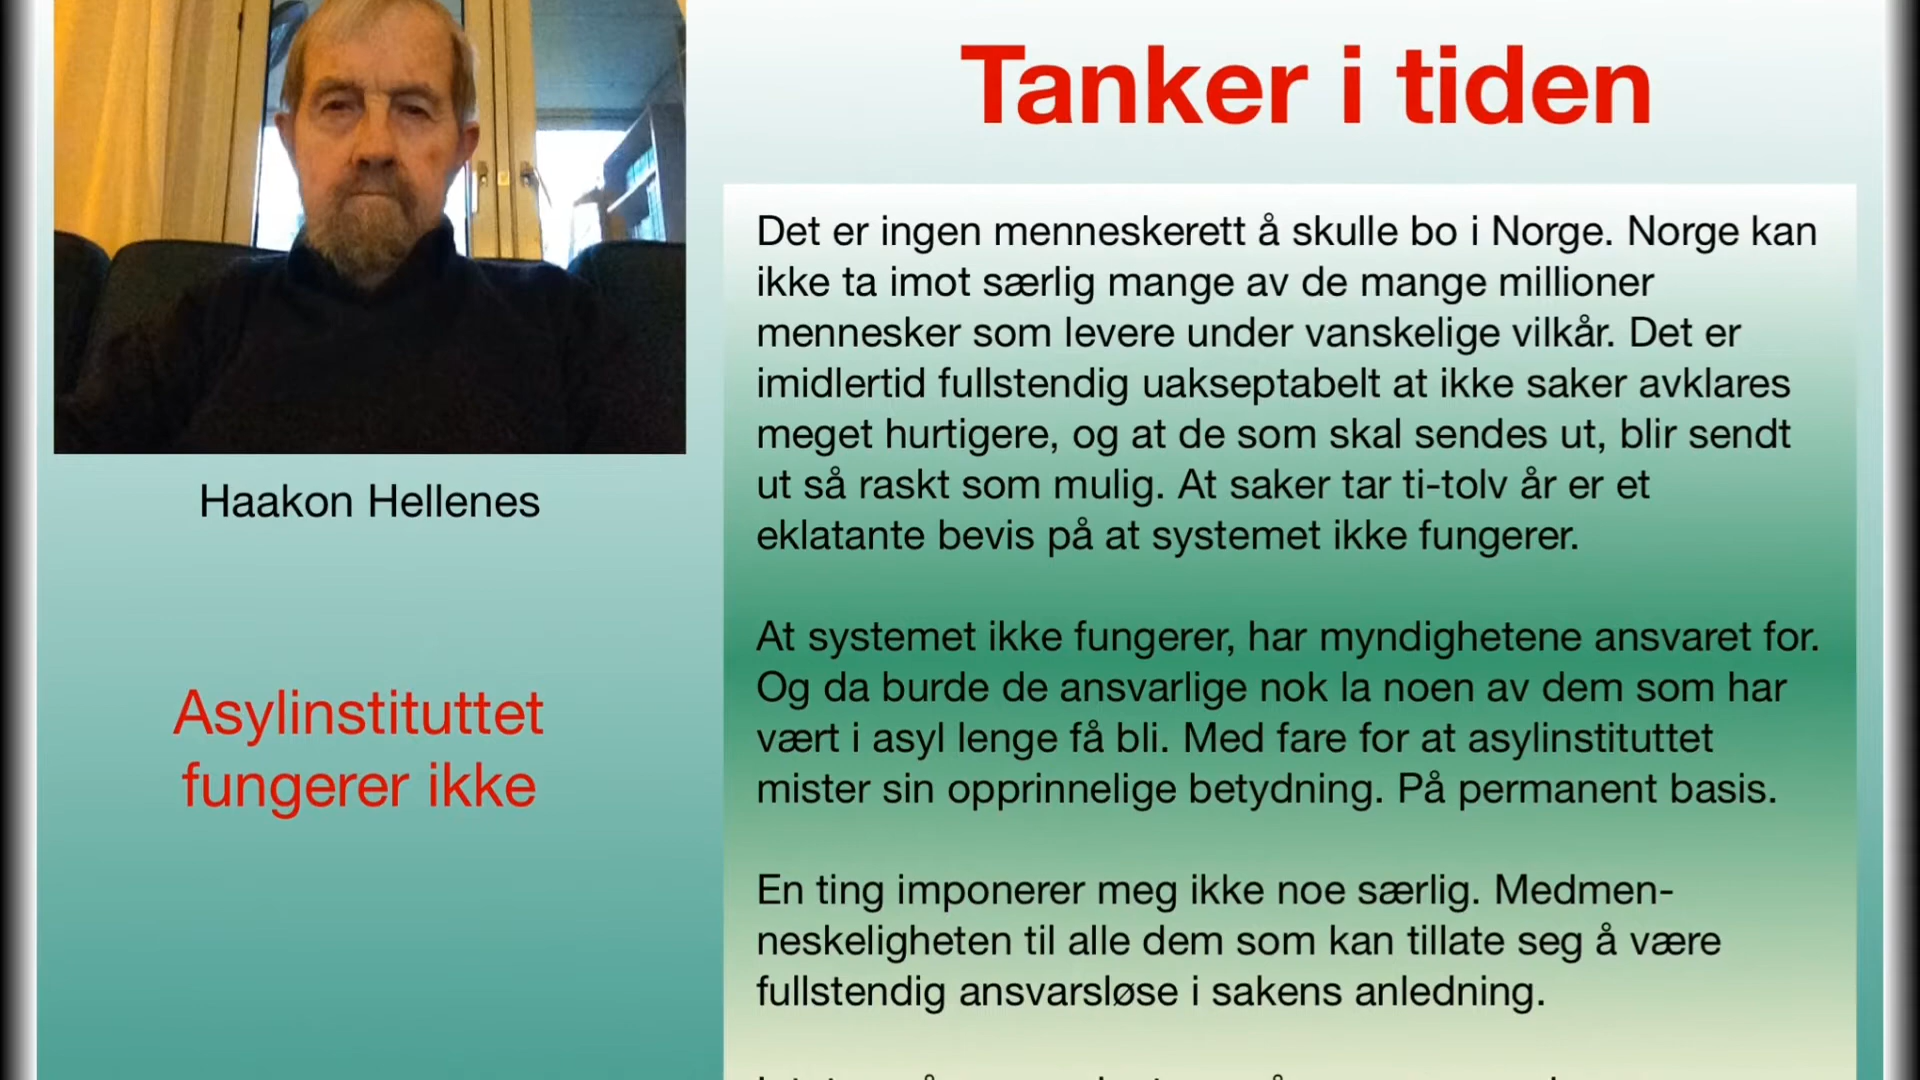 Tanker i tiden
Haakon Hellenes
Asylinstituttet
fungerer ikke
Det er ingen menneskerett å skulle bo i Norge. Norge kan
ikke ta imot særlig mange av de mange millioner
mennesker som levere under vanskelige vilkår. Det er
imidlertid fullstendig uakseptabelt at ikke saker avklares
meget hurtigere, og at de som skal sendes ut, blir sendt
ut så raskt som mulig. At saker tar ti-tolv år er et
eklatante bevis på at systemet ikke fungerer.
At systemet ikke fungerer, har myndighetene ansvaret for.
Og da burde de ansvarlige nok la noen av dem som har
vært i asyl lenge få bli. Med fare for at asylinstituttet
mister sin opprinnelige betydning. På permanent basis.
En ting imponerer meg ikke noe særlig. Medmen-
neskeligheten til alle dem som kan tillate seg å være
fullstendig ansvarsløse i sakens anledning.